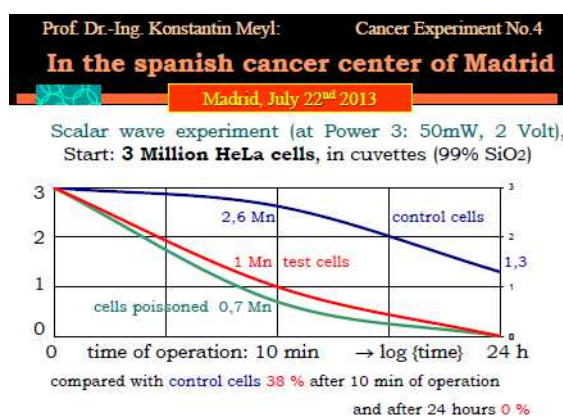 Prof. Dr.-Ing. Konstantin Meyl: Cancer Experiment No.4
In the spanish cancer center of Madrid
Madrid, July 22nd 2013
Scalar wave experiment (at Power 3: 50mW, 2 Volt),
Start: 3 Million HeLa cells, in cuvettes (99% SiO2)
3 3
2,6 Mn control cells
2 2
1 Mn test cells 1,3
1 1
cells poissoned 0,7 Mn
0 0
0 time of operation: 10 min → log {time} 24 h
compared with control cells 38 % after 10 min of operation
and after 24 hours 0 %